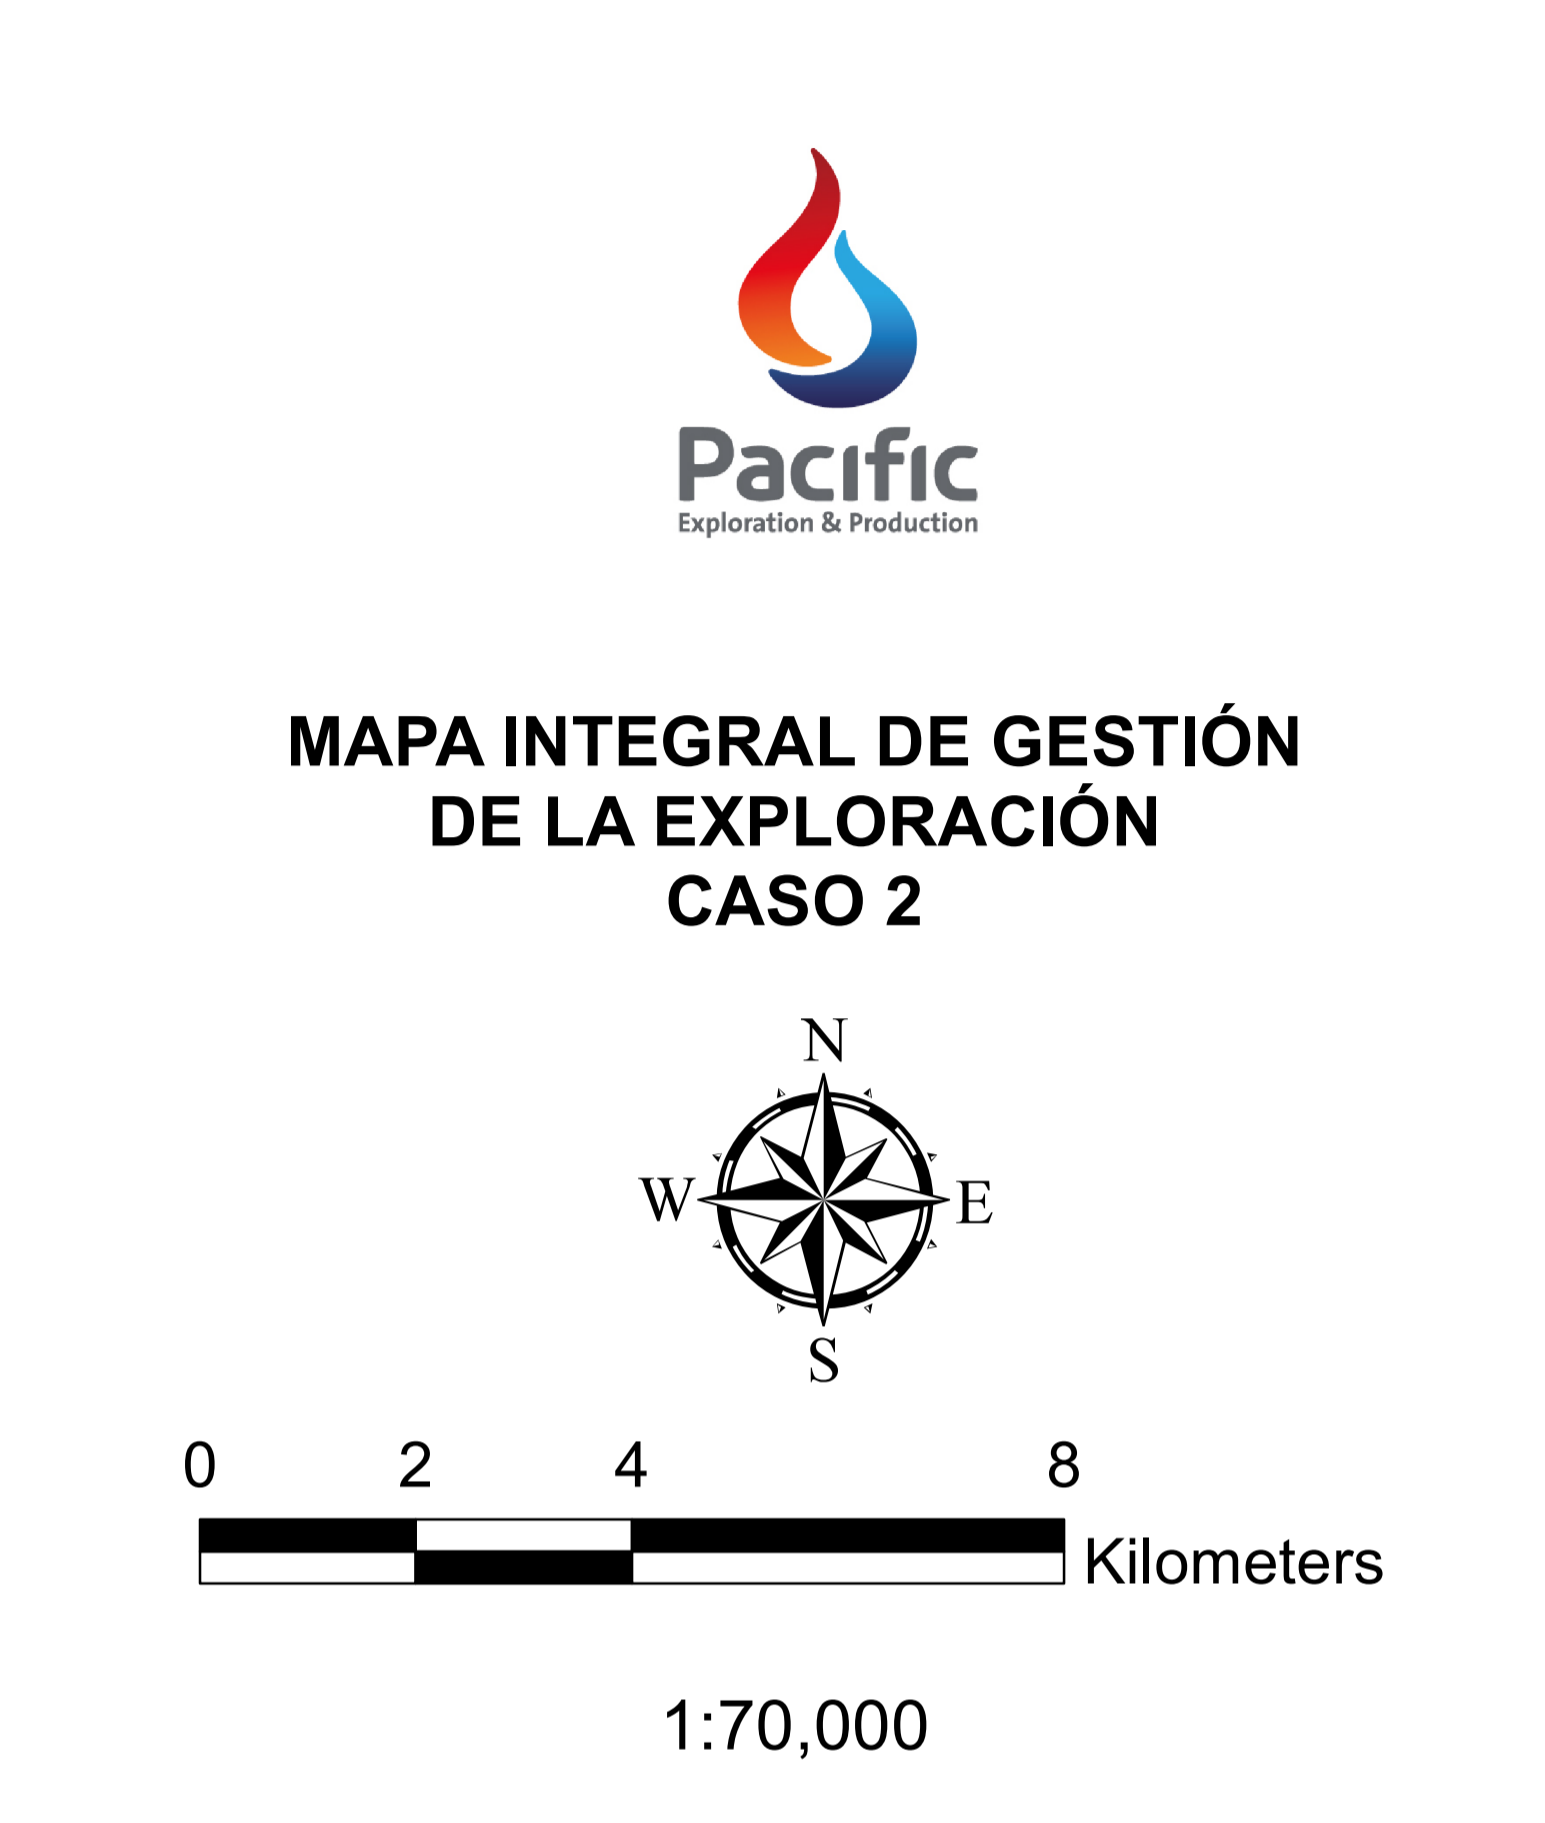 Pacific
Exploration & Production
MAPA INTEGRAL DE GESTIÓN
DE LA EXPLORACIÓN
CASO 2
N
W E
S
0 2 4 8
Kilometers
1:70,000